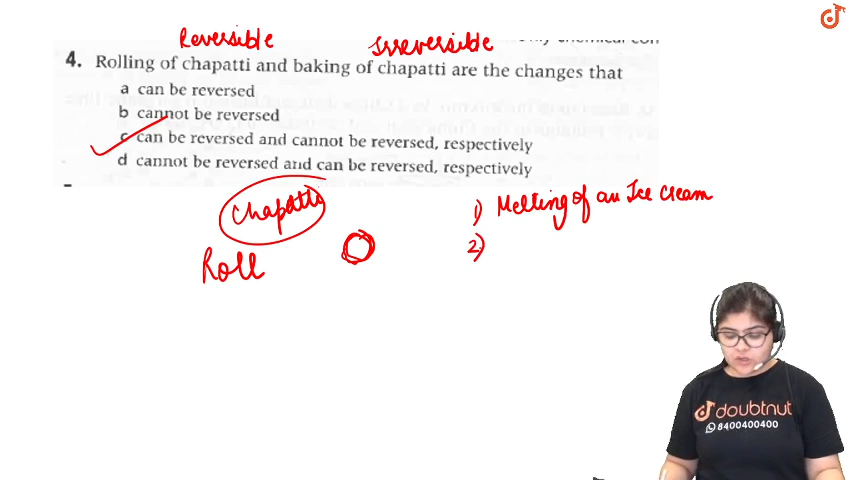 Reversible Irreversible
4. Rolling of chapatti and baking of chapatti are the changes that
a can be reversed
b cannot be reversed
c can be reversed and cannot be reversed, respectively
d cannot be reversed and can be reversed, respectively
Chapatti
Roll
1) Melting of an Ice Cream
2)
doubtnut
8400400400